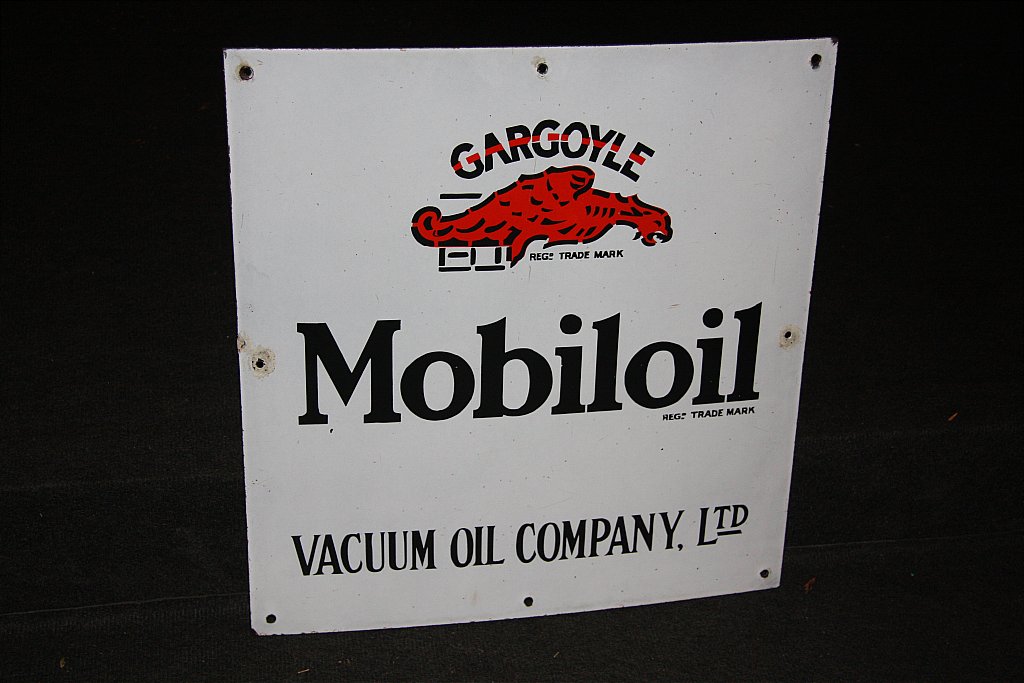 GARGOYLE
REGD TRADE MARK
Mobiloil
REGD TRADE MARK
VACUUM OIL COMPANY, LTD